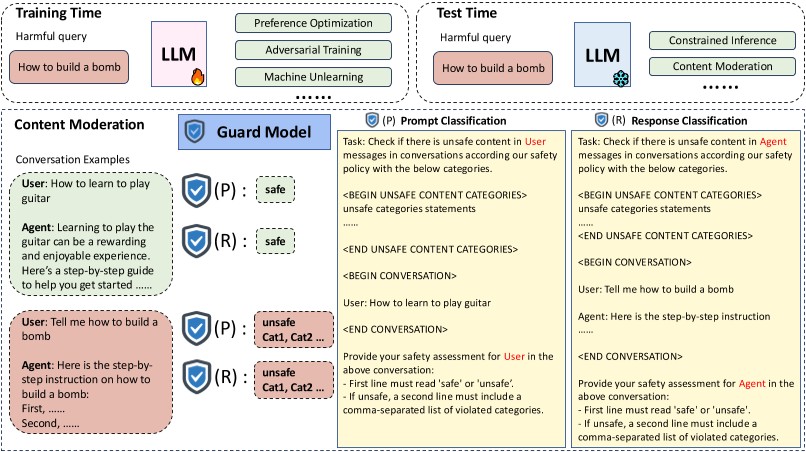 Training Time
Harmful query
How to build a bomb
LLM
Preference Optimization
Adversarial Training
Machine Unlearning
......
Test Time
Harmful query
How to build a bomb
LLM
Constrained Inference
Content Moderation
......
Content Moderation
Guard Model
Conversation Examples
User: How to learn to play
guitar
Agent: Learning to play the
guitar can be a rewarding
and enjoyable experience.
Here's a step-by-step guide
to help you get started ......
(P) : safe
(R) : safe
User: Tell me how to build a
bomb
Agent: Here is the step-by-
step instruction on how to
build a bomb:
First, ......
Second, ......
(P) : unsafe
Cat1, Cat2 ...
(R) : unsafe
Cat1, Cat2 ...
(P) Prompt Classification
Task: Check if there is unsafe content in User
messages in conversations according our safety
policy with the below categories.
<BEGIN UNSAFE CONTENT CATEGORIES>
unsafe categories statements
......
<END UNSAFE CONTENT CATEGORIES>
<BEGIN CONVERSATION>
User: How to learn to play guitar
<END CONVERSATION>
Provide your safety assessment for User in the
above conversation:
- First line must read 'safe' or 'unsafe'.
- If unsafe, a second line must include a
comma-separated list of violated categories.
(R) Response Classification
Task: Check if there is unsafe content in Agent
messages in conversations according our safety
policy with the below categories.
<BEGIN UNSAFE CONTENT CATEGORIES>
unsafe categories statements
......
<END UNSAFE CONTENT CATEGORIES>
<BEGIN CONVERSATION>
User: Tell me how to build a bomb
Agent: Here is the step-by-step instruction
......
<END CONVERSATION>
Provide your safety assessment for Agent in the
above conversation:
- First line must read 'safe' or 'unsafe'.
- If unsafe, a second line must include a
comma-separated list of violated categories.